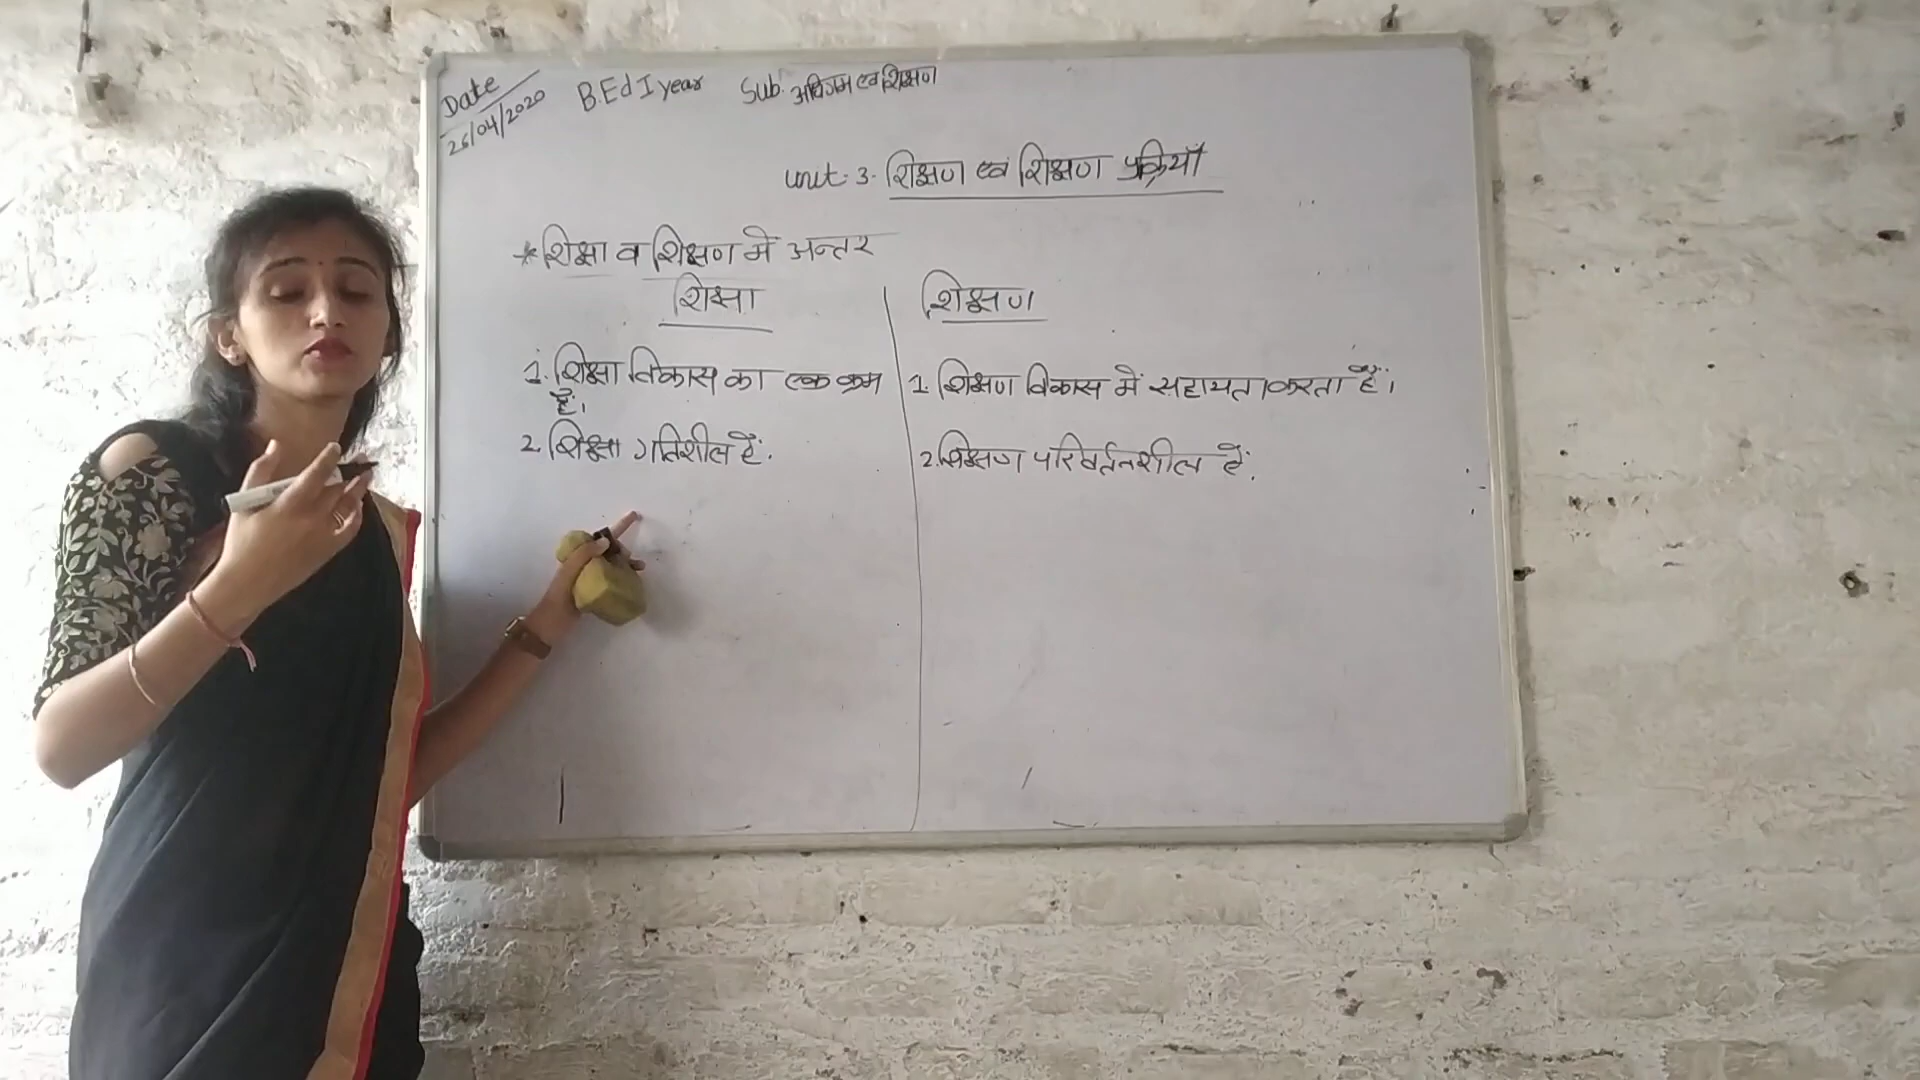 Date
26/04/2020
B.Ed I year
Sub. अधिगम एवं शिक्षण
Unit. 3. शिक्षण एवं शिक्षण प्रक्रियाँ
*शिक्षा व शिक्षण में अन्तर
शिक्षा
1. शिक्षा विकास का एक क्रम
हैं।
2. शिक्षा गतिशील हैं.
शिक्षण
1. शिक्षण विकास में सहायता करता हैं।
2. शिक्षण परिवर्तनशील हैं.